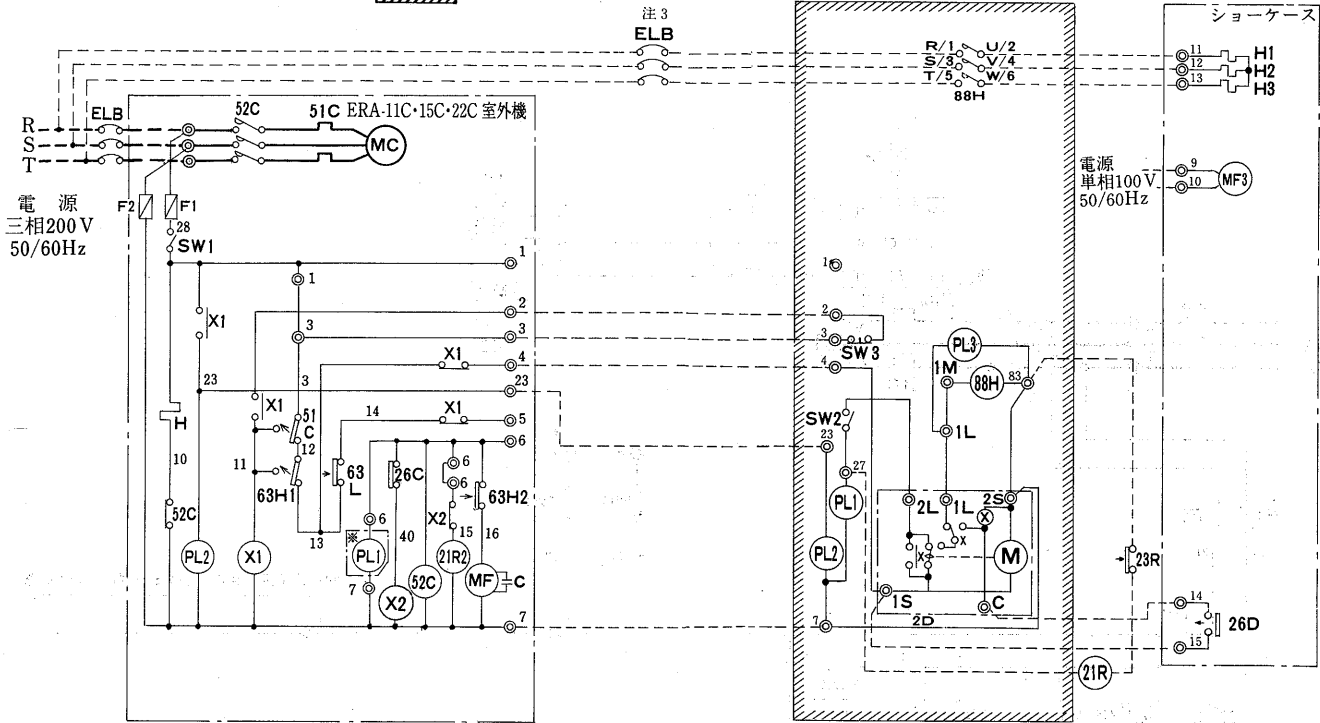 ショーケース
注3
ELB
R/1 U/2
S/3 V/4
T/5 W/6
88H
11 H1
12 H2
13 H3
R
S
T
ELB
52C
51C
ERA-11C・15C・22C 室外機
MC
電源
三相200V
50/60Hz
F2
F1
28
SW1
電源
単相100V
50/60Hz
9
10
MF3
1
1
1
X1
2
2
3
3
3
SW3
PL3
X1
4
4
1M
88H
83
23
3
23
X1
51
C
14
X1
5
SW2
1L
H
6
23
12
10
11
63H1
63
L
26C
6
6
X2
63H2
27
PL1
2L
1L
2S
X
52C
13
6
40
15
16
X
X
M
PL2
X1
※
PL1
21R2
MF
C
PL2
23R
7
X2
52C
1S
C
14
7
7
2D
26D
15
21R